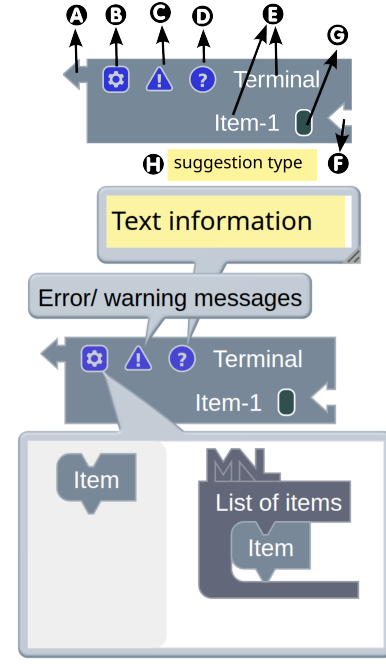 A B C D E
G
Terminal
Item-1
F
H suggestion type
Text information
Error/ warning messages
Terminal
Item-1
MNL
Item
List of items
Item